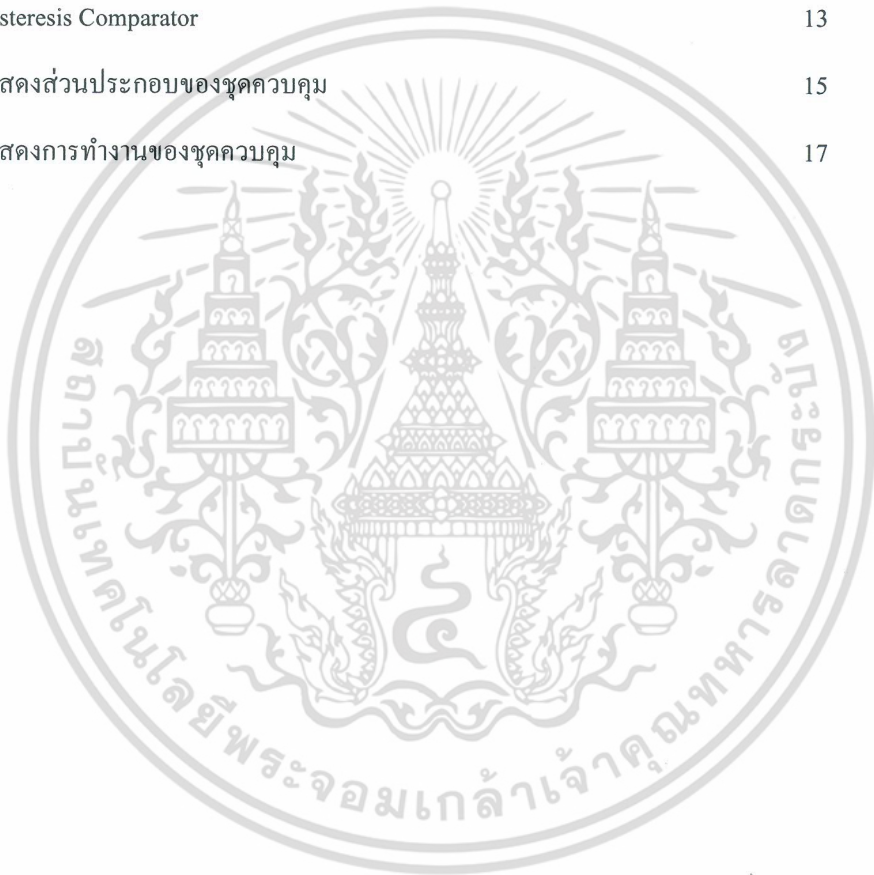 steresis Comparator 13
สดงส่วนประกอบของชุดควบคุม 15
สดงการทำงานของชุดควบคุม 17
สถาบันเทคโนโลยีพระจอมเกล้าเจ้าคุณทหารลาดกระบัง